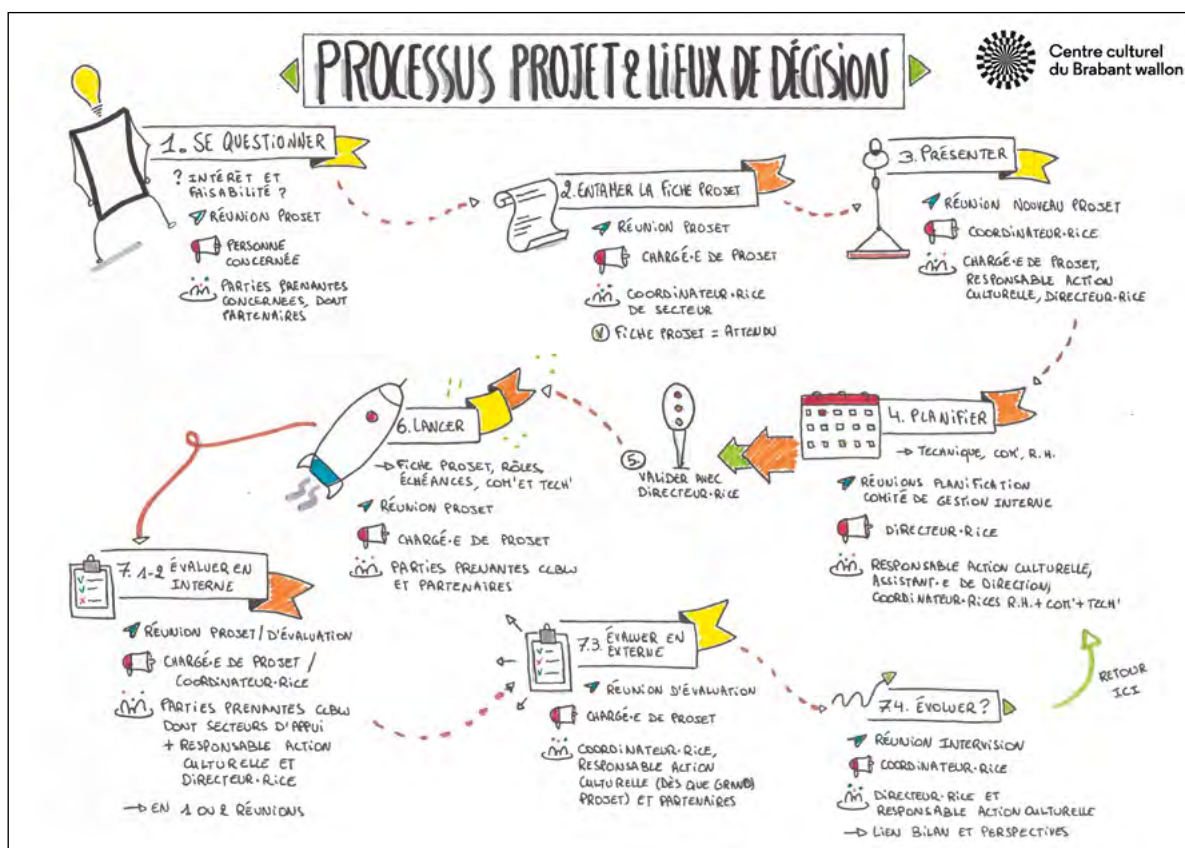 PROCESSUS PROJET & LIEUX DE DÉCISION
Centre culturel
du Brabant wallon
1. SE QUESTIONNER
? INTÉRÊT ET
FAISABILITÉ ?
RÉUNION PROJET
PERSONNE
CONCERNÉE
PARTIES PRENANTES
CONCERNÉES, DONT
PARTENAIRES
2. ENTAMER LA FICHE PROJET
RÉUNION PROJET
CHARGÉ·E DE PROJET
COORDINATEUR·RICE
DE SECTEUR
FICHE PROJET = ATTENDU
3. PRÉSENTER
RÉUNION NOUVEAU PROJET
COORDINATEUR·RICE
CHARGÉ·E DE PROJET,
RESPONSABLE ACTION
CULTURELLE, DIRECTEUR·RICE
4. PLANIFIER
→ TECHNIQUE, COM', R.H.
RÉUNIONS PLANIFICATION
COMITÉ DE GESTION INTERNE
DIRECTEUR·RICE
RESPONSABLE ACTION CULTURELLE,
ASSISTANT·E DE DIRECTION,
COORDINATEUR·RICES R.H. + COM' + TECH'
5.
VALIDER AVEC
DIRECTEUR·RICE
6. LANCER
→ FICHE PROJET, RÔLES,
ÉCHÉANCES, COM' ET TECH'
RÉUNION PROJET
CHARGÉ·E DE PROJET
PARTIES PRENANTES CCBW
ET PARTENAIRES
7. 1-2 ÉVALUER EN
INTERNE
RÉUNION PROJET / D'ÉVALUATION
CHARGÉ·E DE PROJET /
COORDINATEUR·RICE
PARTIES PRENANTES CCBW
DONT SECTEURS D'APPUI
+ RESPONSABLE ACTION
CULTURELLE ET
DIRECTEUR·RICE
→ EN 1 OU 2 RÉUNIONS
7.3. ÉVALUER EN
EXTERNE
RÉUNION D'ÉVALUATION
CHARGÉ·E DE PROJET
COORDINATEUR·RICE,
RESPONSABLE ACTION
CULTURELLE (DÈS QUE GRAND
PROJET) ET PARTENAIRES
7.4. ÉVOLUER ?
RÉUNION INTERVISION
COORDINATEUR·RICE
DIRECTEUR·RICE ET
RESPONSABLE ACTION CULTURELLE
→ LIEN BILAN ET PERSPECTIVES
RETOUR
ICI